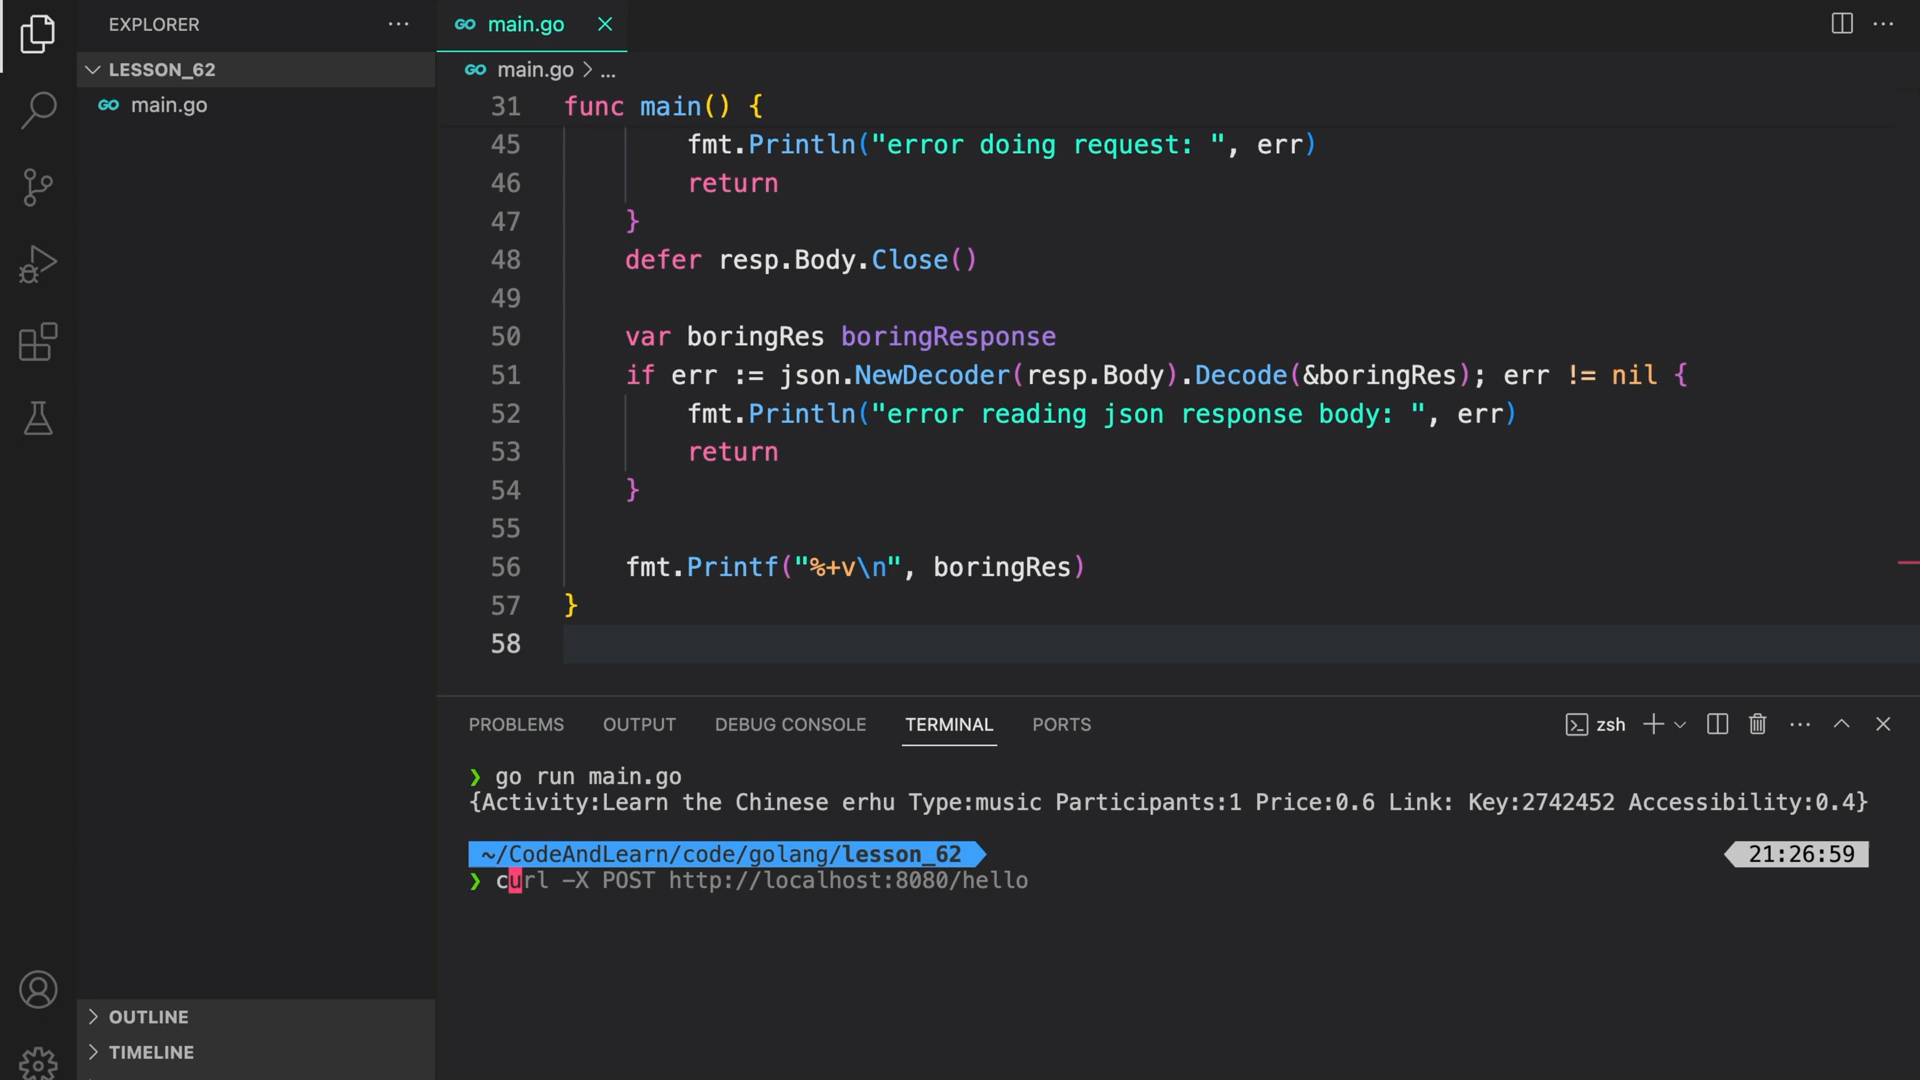 EXPLORER
LESSON_62
main.go
main.go
main.go > ...
31 func main() {
45 fmt.Println("error doing request: ", err)
46 return
47 }
48 defer resp.Body.Close()
49
50 var boringRes boringResponse
51 if err := json.NewDecoder(resp.Body).Decode(&boringRes); err != nil {
52 fmt.Println("error reading json response body: ", err)
53 return
54 }
55
56 fmt.Printf("%+v\n", boringRes)
57 }
58
PROBLEMS OUTPUT DEBUG CONSOLE TERMINAL PORTS zsh
❯ go run main.go
{Activity:Learn the Chinese erhu Type:music Participants:1 Price:0.6 Link: Key:2742452 Accessibility:0.4}
~/CodeAndLearn/code/golang/lesson_62 21:26:59
❯ curl -X POST http://localhost:8080/hello
OUTLINE
TIMELINE